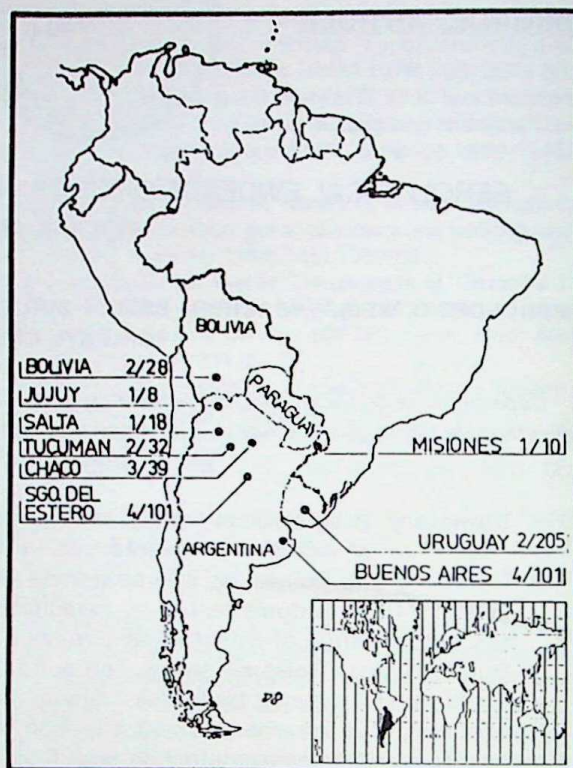 BOLIVIA
BOLIVIA 2/28
JUJUY 1/8
SALTA 1/18
TUCUMAN 2/32
CHACO 3/39
SGO. DEL
ESTERO 4/101
PARAGUAY
MISIONES 1/10
URUGUAY 2/205
ARGENTINA
BUENOS AIRES 4/101